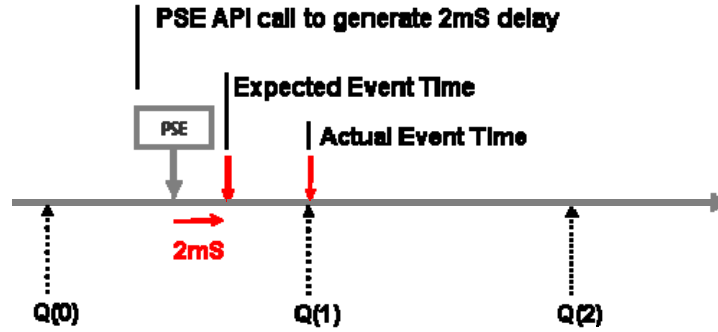 PSE API call to generate 2mS delay
Expected Event Time
PSE
Actual Event Time
2mS
Q(0)
Q(1)
Q(2)